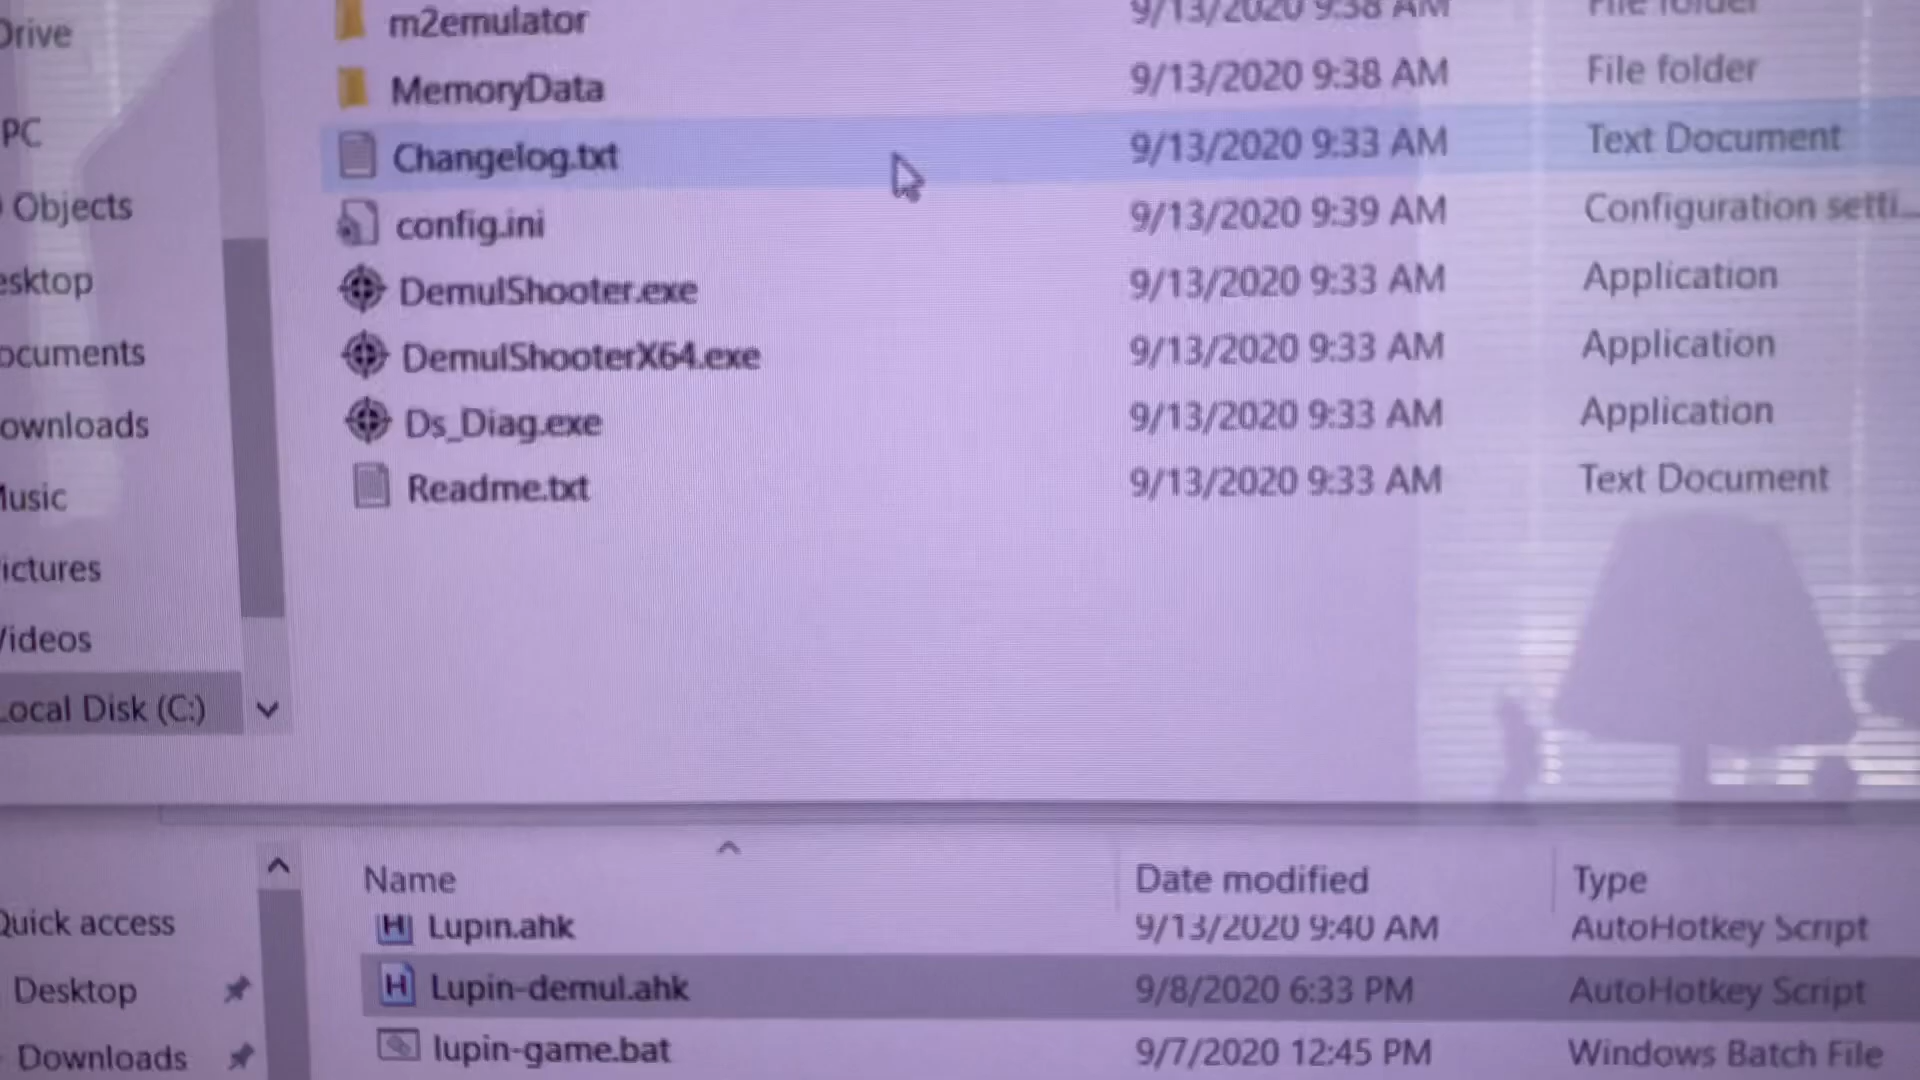 Drive
m2emulator 9/13/2020 9:38 AM File folder
MemoryData 9/13/2020 9:38 AM File folder
PC
Changelog.txt 9/13/2020 9:33 AM Text Document
Objects
config.ini 9/13/2020 9:39 AM Configuration setti...
esktop
DemulShooter.exe 9/13/2020 9:33 AM Application
ocuments
DemulShooterX64.exe 9/13/2020 9:33 AM Application
ownloads
Ds_Diag.exe 9/13/2020 9:33 AM Application
Music
Readme.txt 9/13/2020 9:33 AM Text Document
ictures
Videos
Local Disk (C:)
Name Date modified Type
Quick access
Lupin.ahk 9/13/2020 9:40 AM AutoHotkey Script
Desktop
Lupin-demul.ahk 9/8/2020 6:33 PM AutoHotkey Script
Downloads
lupin-game.bat 9/7/2020 12:45 PM Windows Batch File